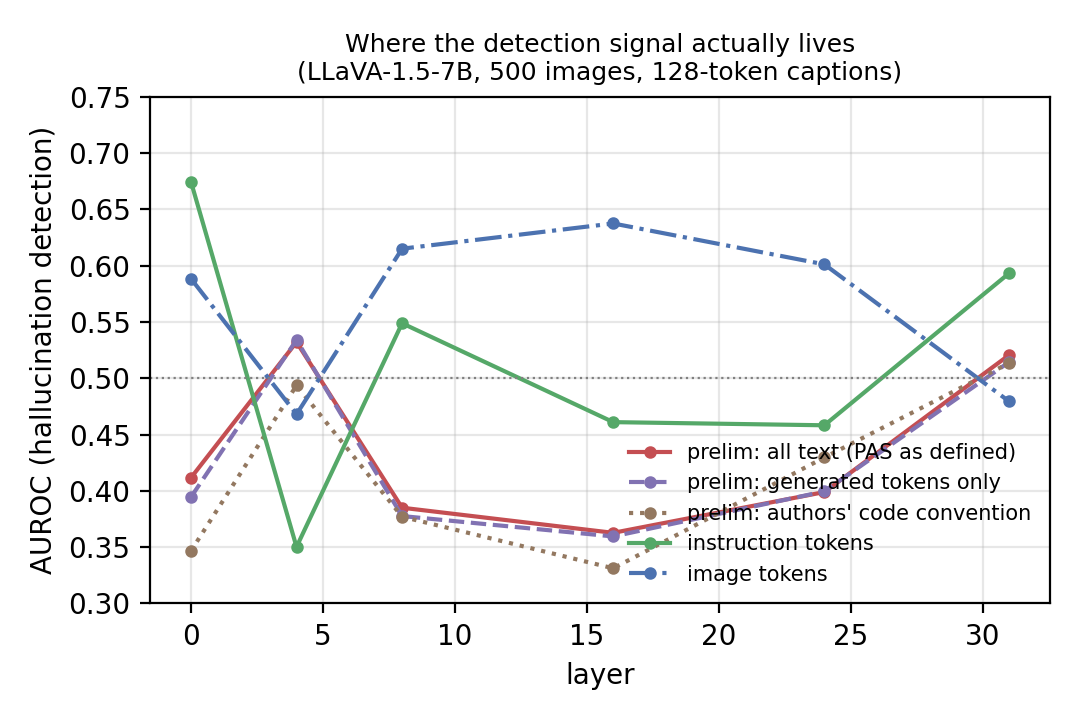 Where the detection signal actually lives
(LLaVA-1.5-7B, 500 images, 128-token captions)
AUROC (hallucination detection)
0.75
0.70
0.65
0.60
0.55
0.50
0.45
0.40
0.35
0.30
prelim: all text (PAS as defined)
prelim: generated tokens only
prelim: authors' code convention
instruction tokens
image tokens
0 5 10 15 20 25 30
layer